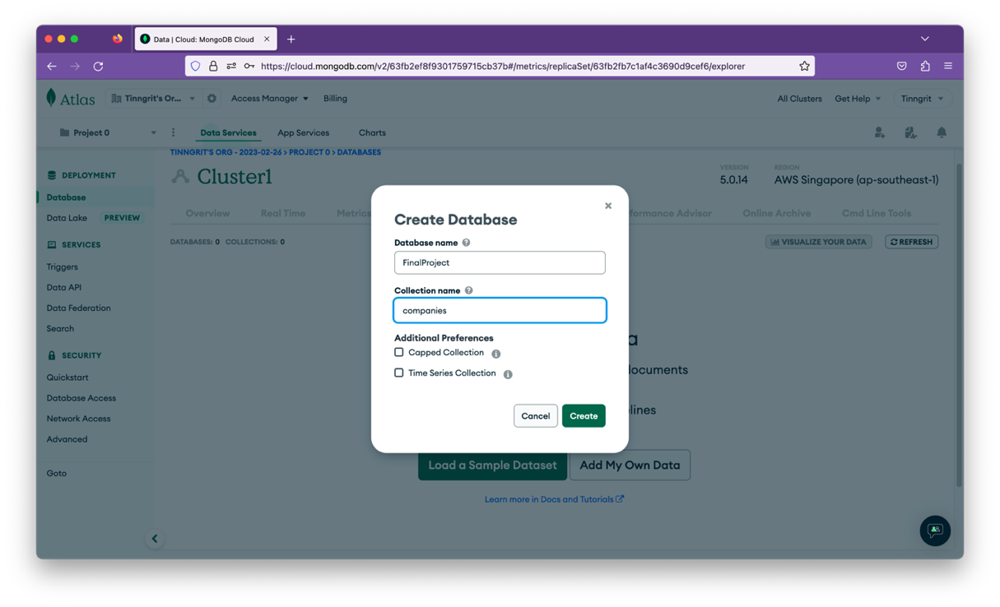 Data | Cloud: MongoDB Cloud
https://cloud.mongodb.com/v2/63fb2ef8f9301759715cb37b#/metrics/replicaSet/63fb2fb7c1af4c3690d9cef6/explorer
Atlas
Tinngrit's Or...
Access Manager
Billing
All Clusters
Get Help
Tinngrit
Project 0
Data Services
App Services
Charts
TINNGRIT'S ORG - 2023-02-26 > PROJECT 0 > DATABASES
DEPLOYMENT
Database
Data Lake
PREVIEW
SERVICES
Triggers
Data API
Data Federation
Search
SECURITY
Quickstart
Database Access
Network Access
Advanced
Goto
Cluster1
VERSION
5.0.14
REGION
AWS Singapore (ap-southeast-1)
Overview
Real Time
Metrics
formance Advisor
Online Archive
Cmd Line Tools
DATABASES: 0 COLLECTIONS: 0
VISUALIZE YOUR DATA
REFRESH
Create Database
Database name
FinalProject
Collection name
companies
Additional Preferences
Capped Collection
Time Series Collection
Cancel
Create
a
documents
elines
Load a Sample Dataset
Add My Own Data
Learn more in Docs and Tutorials